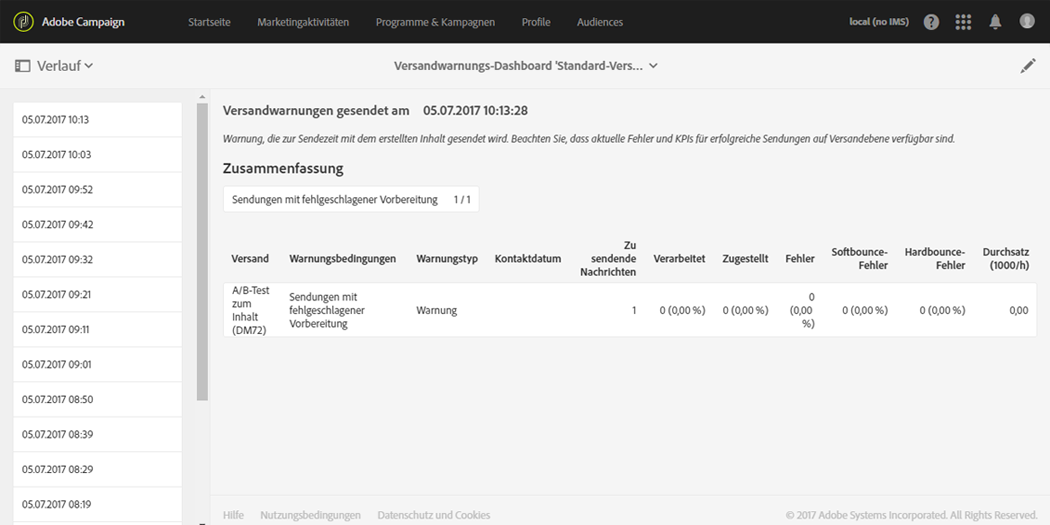 Adobe Campaign Startseite Marketingaktivitäten Programme & Kampagnen Profile Audiences local (no IMS)
Verlauf Versandwarnungs-Dashboard 'Standard-Vers...
05.07.2017 10:13
05.07.2017 10:03
05.07.2017 09:52
05.07.2017 09:42
05.07.2017 09:32
05.07.2017 09:21
05.07.2017 09:11
05.07.2017 09:01
05.07.2017 08:50
05.07.2017 08:39
05.07.2017 08:29
05.07.2017 08:19
Versandwarnungen gesendet am 05.07.2017 10:13:28
Warnung, die zur Sendezeit mit dem erstellten Inhalt gesendet wird. Beachten Sie, dass aktuelle Fehler und KPIs für erfolgreiche Sendungen auf Versandebene verfügbar sind.
Zusammenfassung
Sendungen mit fehlgeschlagener Vorbereitung 1 / 1
Versand
Warnungsbedingungen
Warnungstyp
Kontaktdatum
Zu
sendende
Nachrichten
Verarbeitet
Zugestellt
Fehler
Softbounce-
Fehler
Hardbounce-
Fehler
Durchsatz
(1000/h)
A/B-Test
zum
Inhalt
(DM72)
Sendungen mit
fehlgeschlagener
Vorbereitung
Warnung
1
0 (0,00 %)
0 (0,00 %)
0
(0,00
%)
0 (0,00 %)
0 (0,00 %)
0,00
Hilfe Nutzungsbedingungen Datenschutz und Cookies © 2017 Adobe Systems Incorporated. All Rights Reserved.